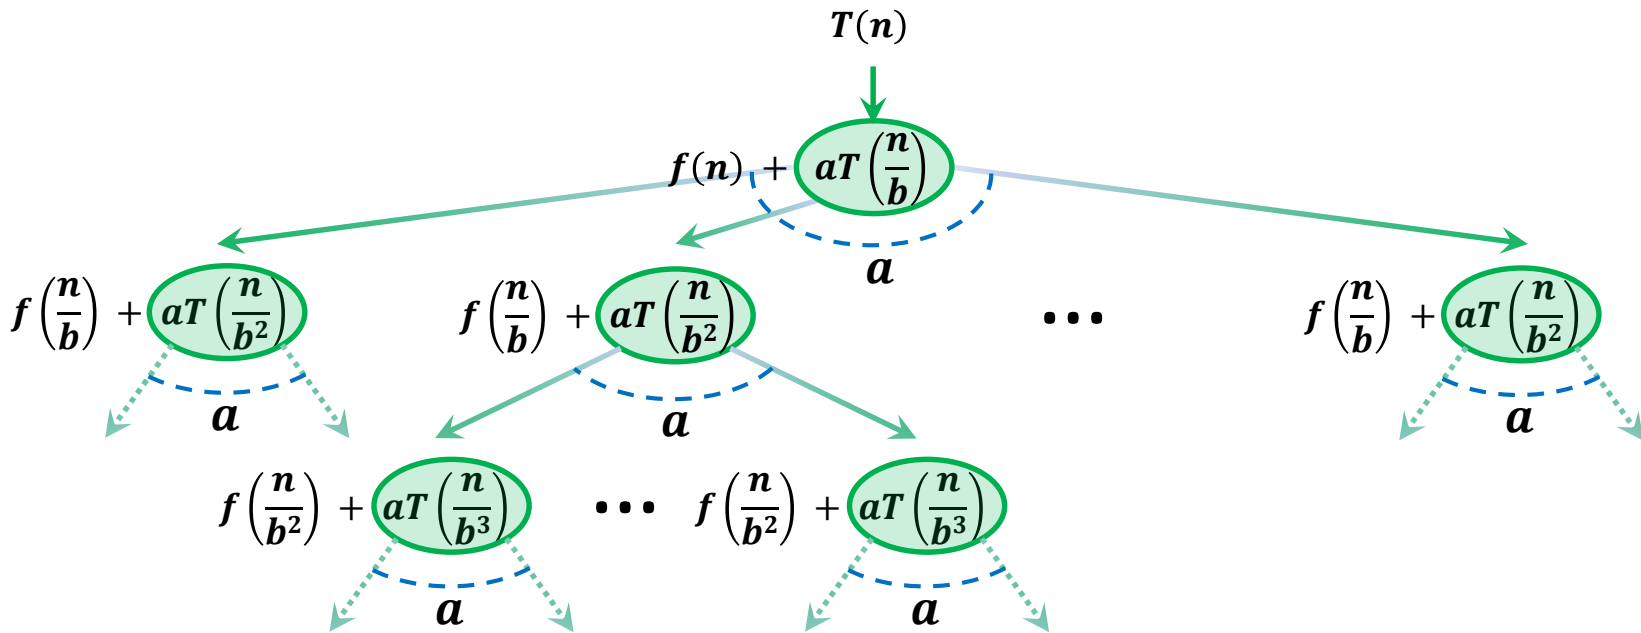 T(n)
f(n) + aT(n/b)
a
f(n/b) + aT(n/b²) f(n/b) + aT(n/b²) ... f(n/b) + aT(n/b²)
a a a
f(n/b²) + aT(n/b³) ... f(n/b²) + aT(n/b³)
a a